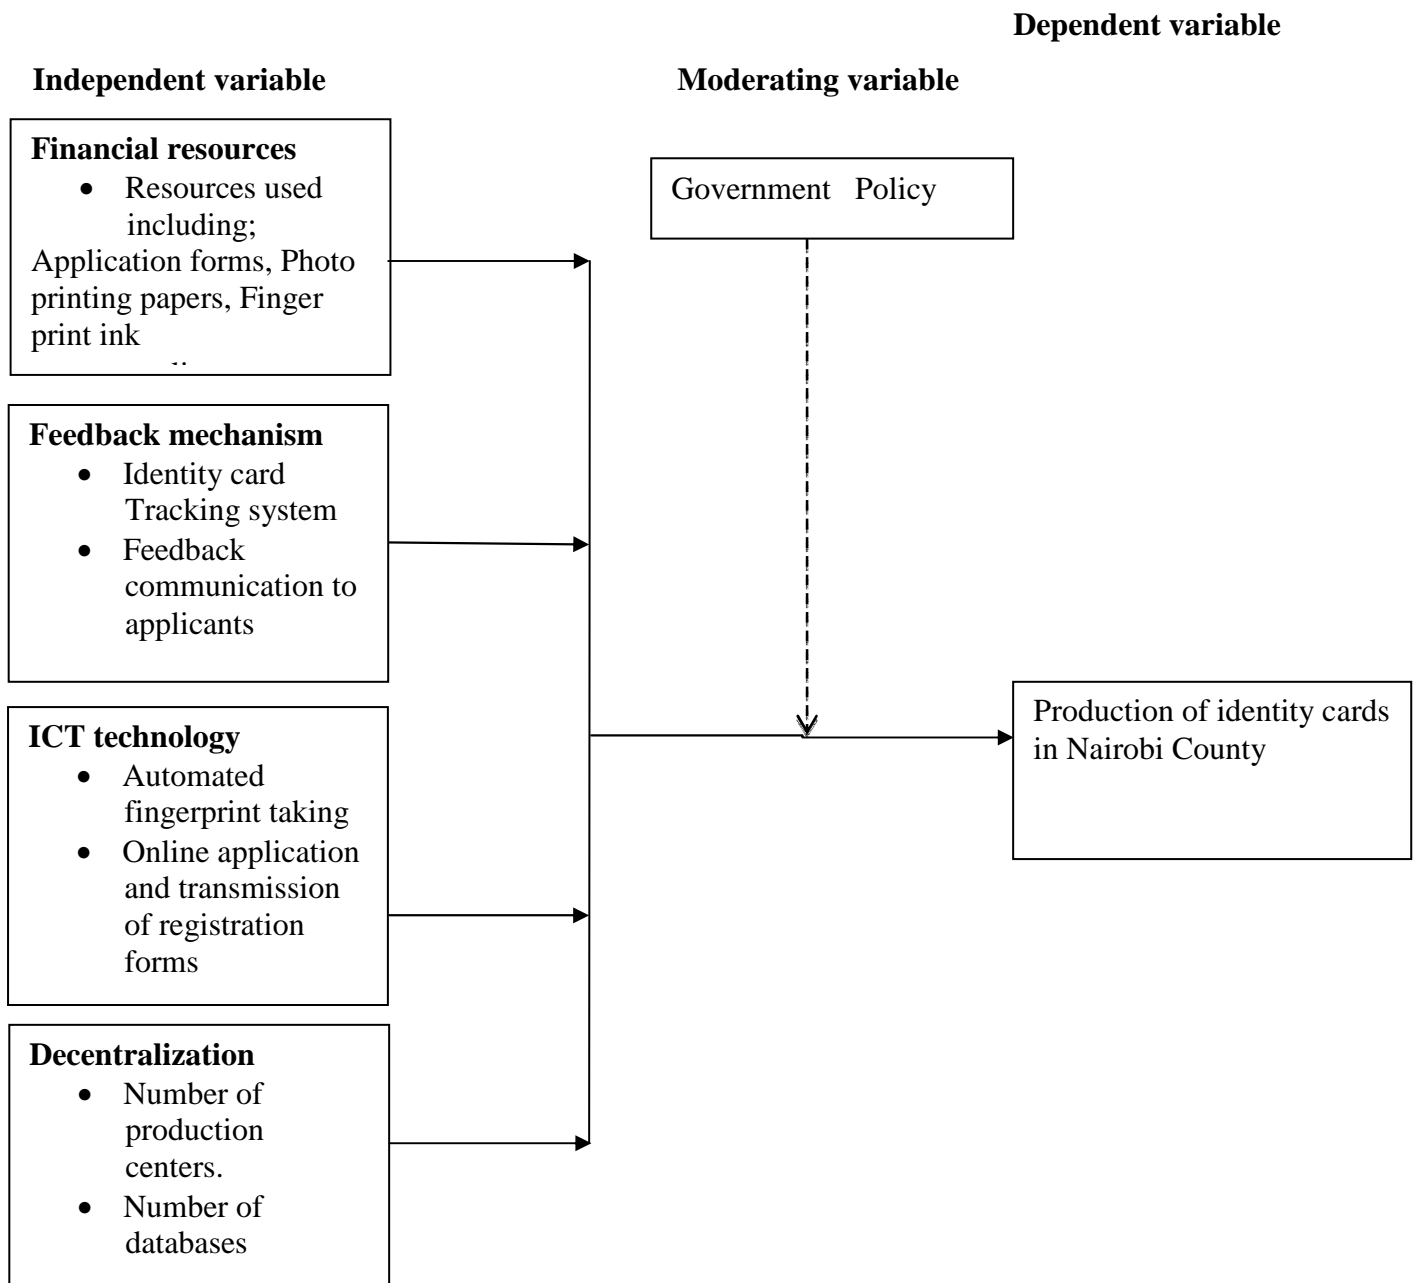 Dependent variable
Independent variable
Moderating variable
Financial resources
• Resources used
including;
Application forms, Photo
printing papers, Finger
print ink
Government Policy
Feedback mechanism
• Identity card
Tracking system
• Feedback
communication to
applicants
ICT technology
• Automated
fingerprint taking
• Online application
and transmission
of registration
forms
Production of identity cards
in Nairobi County
Decentralization
• Number of
production
centers.
• Number of
databases